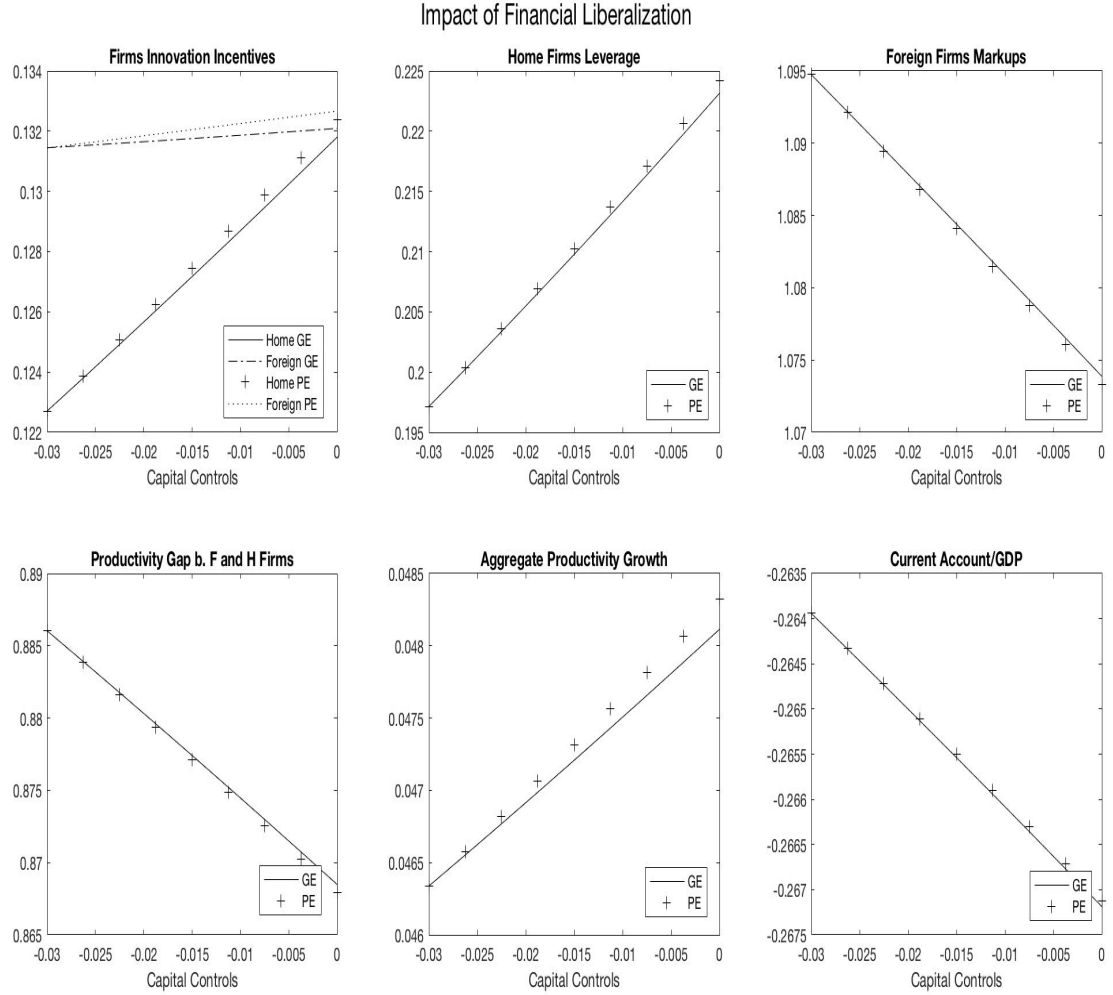 Impact of Financial Liberalization
Firms Innovation Incentives
0.134
0.132
0.13
0.128
0.126
0.124
0.122
Home GE
Foreign GE
Home PE
Foreign PE
-0.03 -0.025 -0.02 -0.015 -0.01 -0.005 0
Capital Controls
Home Firms Leverage
0.225
0.22
0.215
0.21
0.205
0.2
0.195
GE
PE
-0.03 -0.025 -0.02 -0.015 -0.01 -0.005 0
Capital Controls
Foreign Firms Markups
1.095
1.09
1.085
1.08
1.075
1.07
GE
PE
-0.03 -0.025 -0.02 -0.015 -0.01 -0.005 0
Capital Controls
Productivity Gap b. F and H Firms
0.89
0.885
0.88
0.875
0.87
0.865
GE
PE
-0.03 -0.025 -0.02 -0.015 -0.01 -0.005 0
Capital Controls
Aggregate Productivity Growth
0.0485
0.048
0.0475
0.047
0.0465
0.046
GE
PE
-0.03 -0.025 -0.02 -0.015 -0.01 -0.005 0
Capital Controls
Current Account/GDP
-0.2635
-0.264
-0.2645
-0.265
-0.2655
-0.266
-0.2665
-0.267
-0.2675
GE
PE
-0.03 -0.025 -0.02 -0.015 -0.01 -0.005 0
Capital Controls